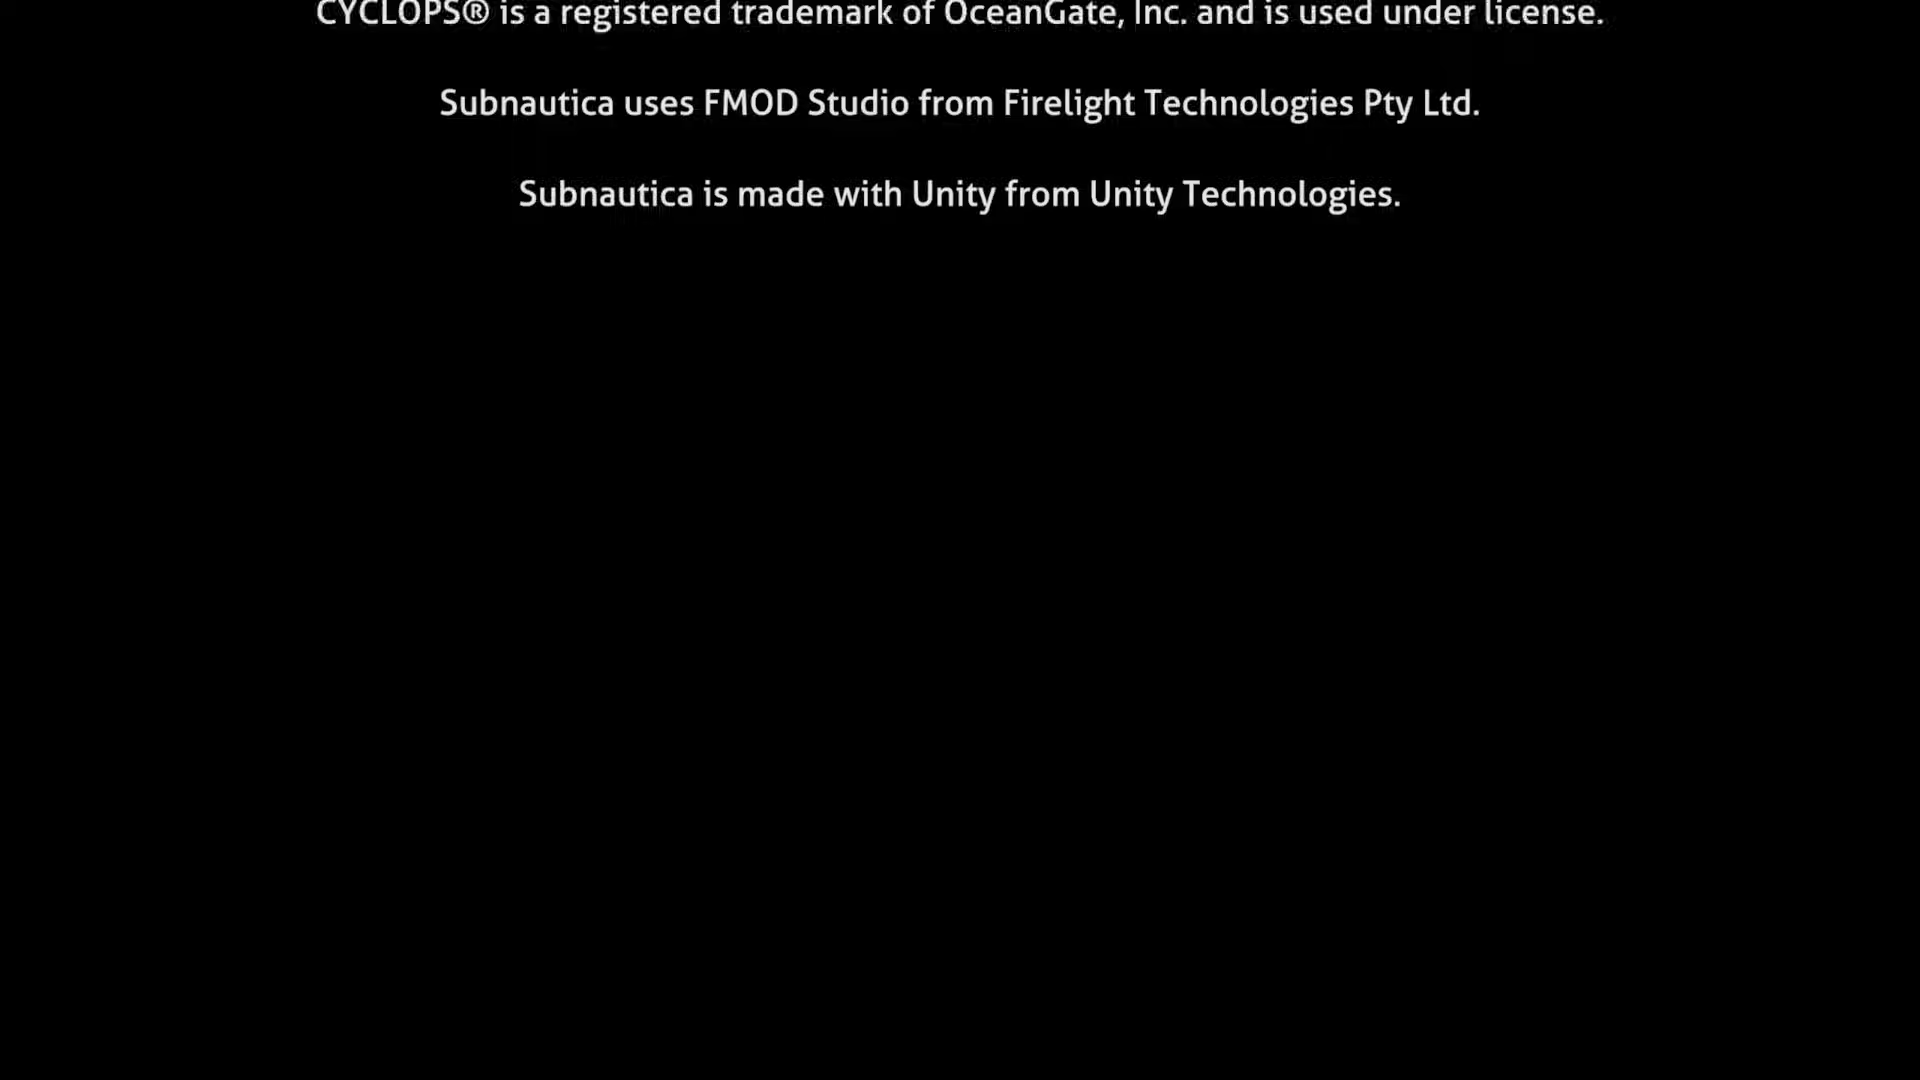 CYCLOPS® is a registered trademark of OceanGate, Inc. and is used under license.
Subnautica uses FMOD Studio from Firelight Technologies Pty Ltd.
Subnautica is made with Unity from Unity Technologies.